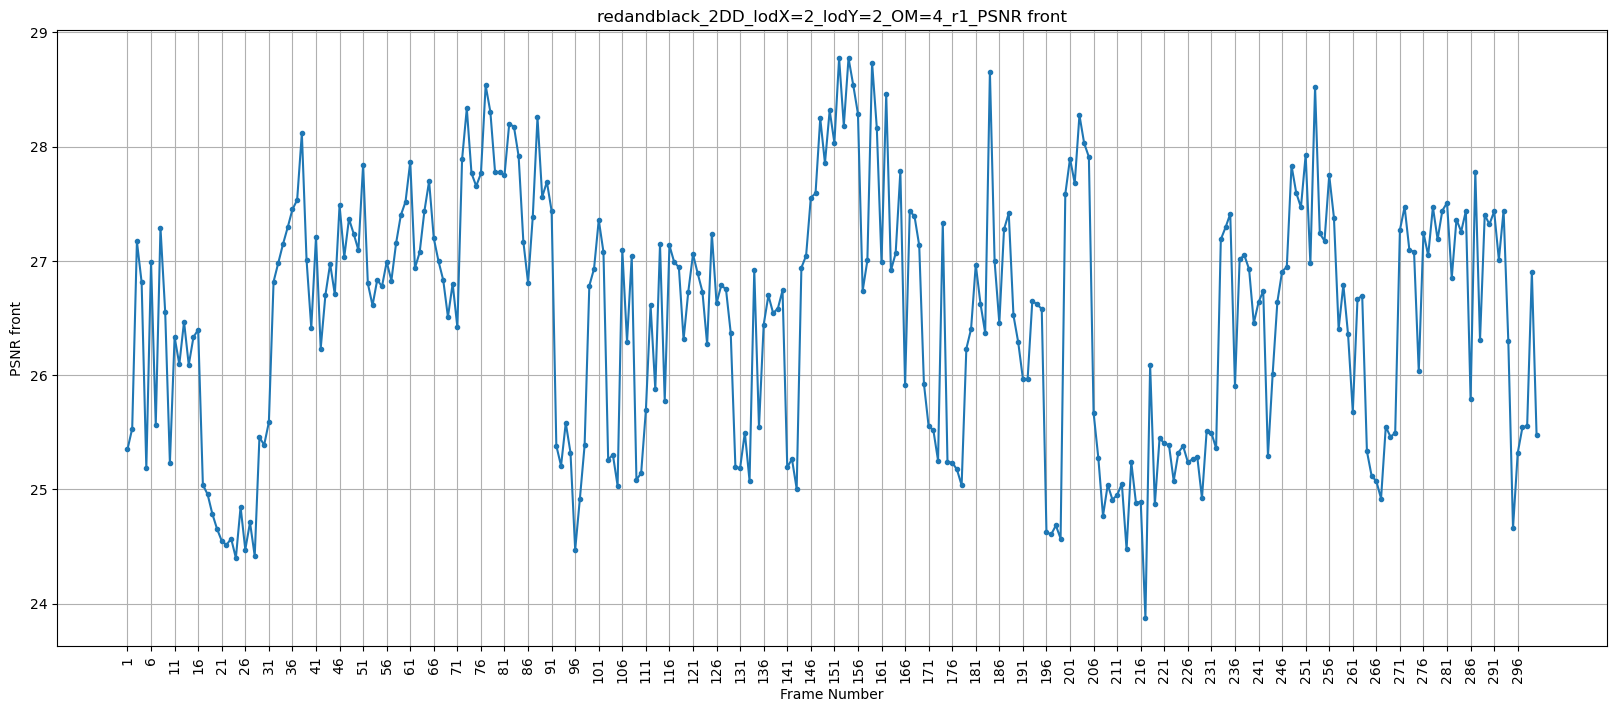 redandblack_2DD_lodX=2_lodY=2_OM=4_r1_PSNR front
PSNR front
29
28
27
26
25
24
1 6 11 16 21 26 31 36 41 46 51 56 61 66 71 76 81 86 91 96 101 106 111 116 121 126 131 136 141 146 151 156 161 166 171 176 181 186 191 196 201 206 211 216 221 226 231 236 241 246 251 256 261 266 271 276 281 286 291 296
Frame Number